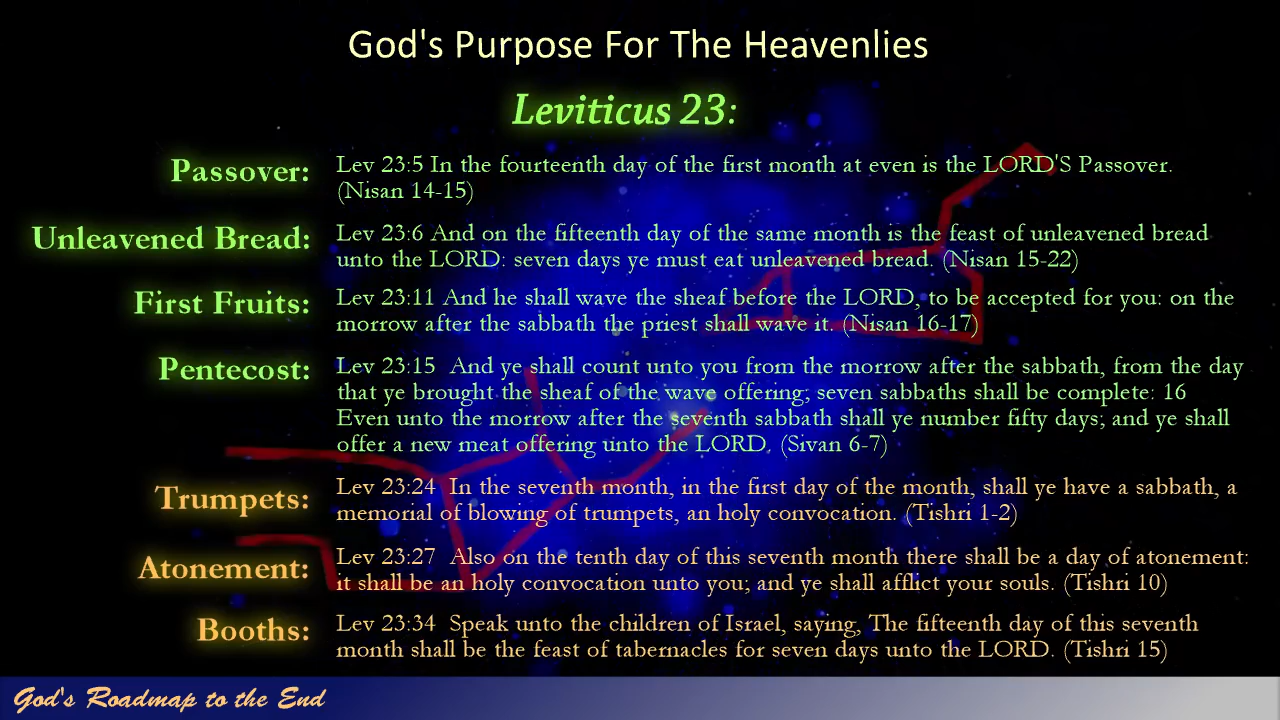 God's Purpose For The Heavenlies
Leviticus 23:
Passover: Lev 23:5 In the fourteenth day of the first month at even is the LORD'S Passover.
(Nisan 14-15)
Unleavened Bread: Lev 23:6 And on the fifteenth day of the same month is the feast of unleavened bread
unto the LORD: seven days ye must eat unleavened bread. (Nisan 15-22)
First Fruits: Lev 23:11 And he shall wave the sheaf before the LORD, to be accepted for you: on the
morrow after the sabbath the priest shall wave it. (Nisan 16-17)
Pentecost: Lev 23:15 And ye shall count unto you from the morrow after the sabbath, from the day
that ye brought the sheaf of the wave offering; seven sabbaths shall be complete: 16
Even unto the morrow after the seventh sabbath shall ye number fifty days; and ye shall
offer a new meat offering unto the LORD. (Sivan 6-7)
Trumpets: Lev 23:24 In the seventh month, in the first day of the month, shall ye have a sabbath, a
memorial of blowing of trumpets, an holy convocation. (Tishri 1-2)
Atonement: Lev 23:27 Also on the tenth day of this seventh month there shall be a day of atonement:
it shall be an holy convocation unto you; and ye shall afflict your souls. (Tishri 10)
Booths: Lev 23:34 Speak unto the children of Israel, saying, The fifteenth day of this seventh
month shall be the feast of tabernacles for seven days unto the LORD. (Tishri 15)
God's Roadmap to the End